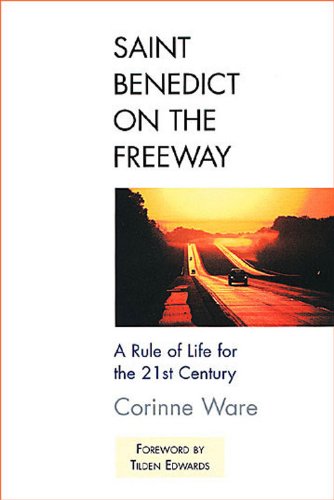 SAINT
BENEDICT
ON THE
FREEWAY
A Rule of Life for
the 21st Century
Corinne Ware
FOREWORD BY
TILDEN EDWARDS